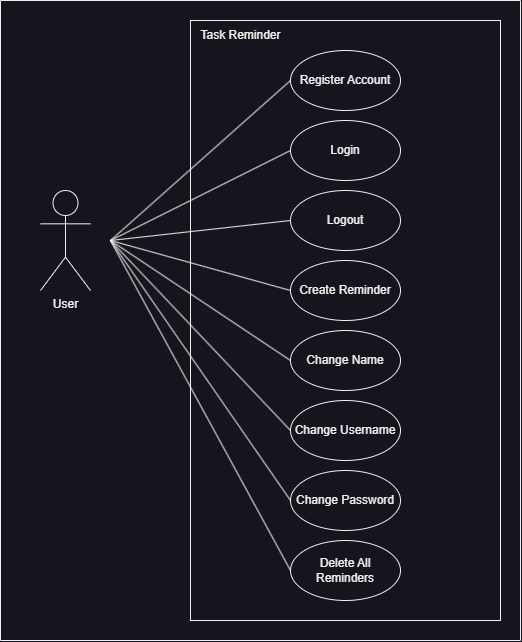 Task Reminder
Register Account
Login
Logout
Create Reminder
User
Change Name
Change Username
Change Password
Delete All
Reminders